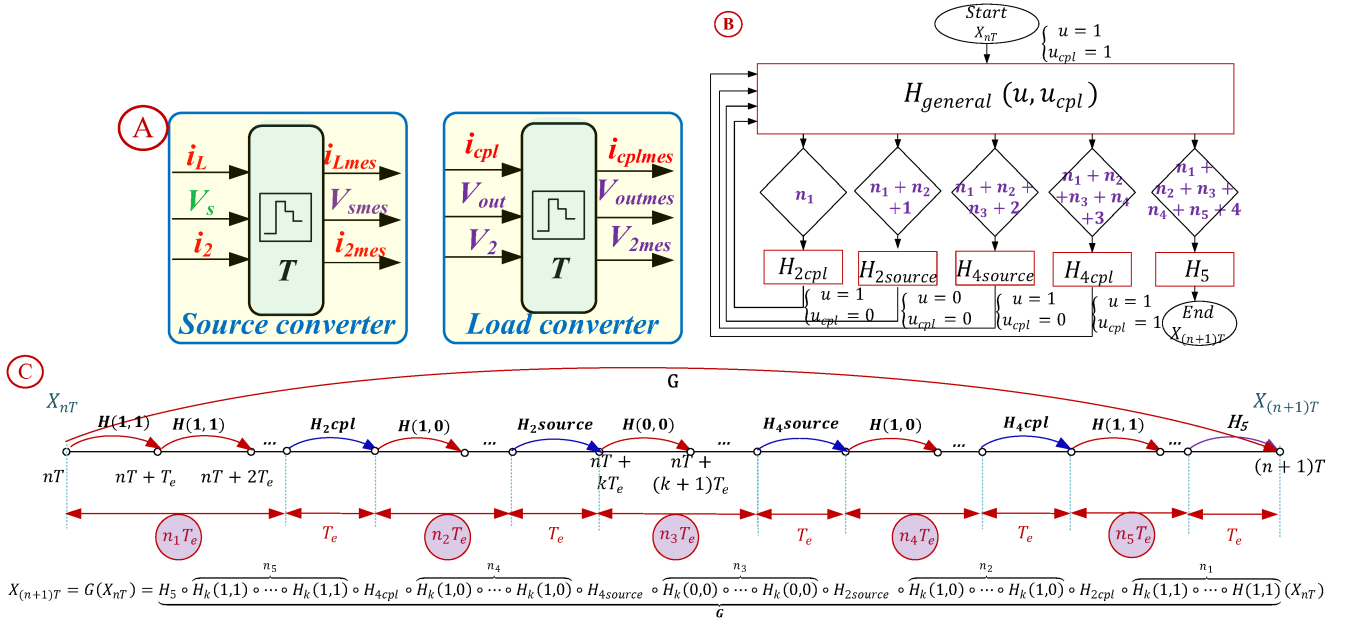 A
i_L
i_Lmes
V_s
V_smes
i_2
i_2mes
T
Source converter
i_cpl
i_cplmes
V_out
V_outmes
V_2
V_2mes
T
Load converter
B
Start
X_nT
{ u = 1
u_cpl = 1
H_general (u, u_cpl)
n_1
n_1 + n_2
+1
n_1 + n_2 +
n_3 + 2
n_1 + n_2
+n_3 + n_4
+3
n_1 +
n_2 + n_3 +
n_4 + n_5 + 4
H_2cpl
H_2source
H_4source
H_4cpl
H_5
{ u = 1
u_cpl = 0
{ u = 0
u_cpl = 0
{ u = 1
u_cpl = 0
{ u = 1
u_cpl = 1
End
X_(n+1)T
C
G
X_nT
X_(n+1)T
H(1,1) H(1,1) ... H_2cpl H(1,0) ... H_2source H(0,0) ... H_4source H(1,0) ... H_4cpl H(1,1) ... H_5
nT
nT + T_e
nT + 2T_e
nT +
kT_e
nT +
(k + 1)T_e
(n + 1)T
n_1T_e T_e n_2T_e T_e n_3T_e T_e n_4T_e T_e n_5T_e T_e
n_5 n_4 n_3 n_2 n_1
X_(n+1)T = G(X_nT) = H_5 ∘ H_k(1,1) ∘ ⋯ ∘ H_k(1,1) ∘ H_4cpl ∘ H_k(1,0) ∘ ⋯ ∘ H_k(1,0) ∘ H_4source ∘ H_k(0,0) ∘ ⋯ ∘ H_k(0,0) ∘ H_2source ∘ H_k(1,0) ∘ ⋯ ∘ H_k(1,0) ∘ H_2cpl ∘ H_k(1,1) ∘ ⋯ ∘ H(1,1) (X_nT)
G